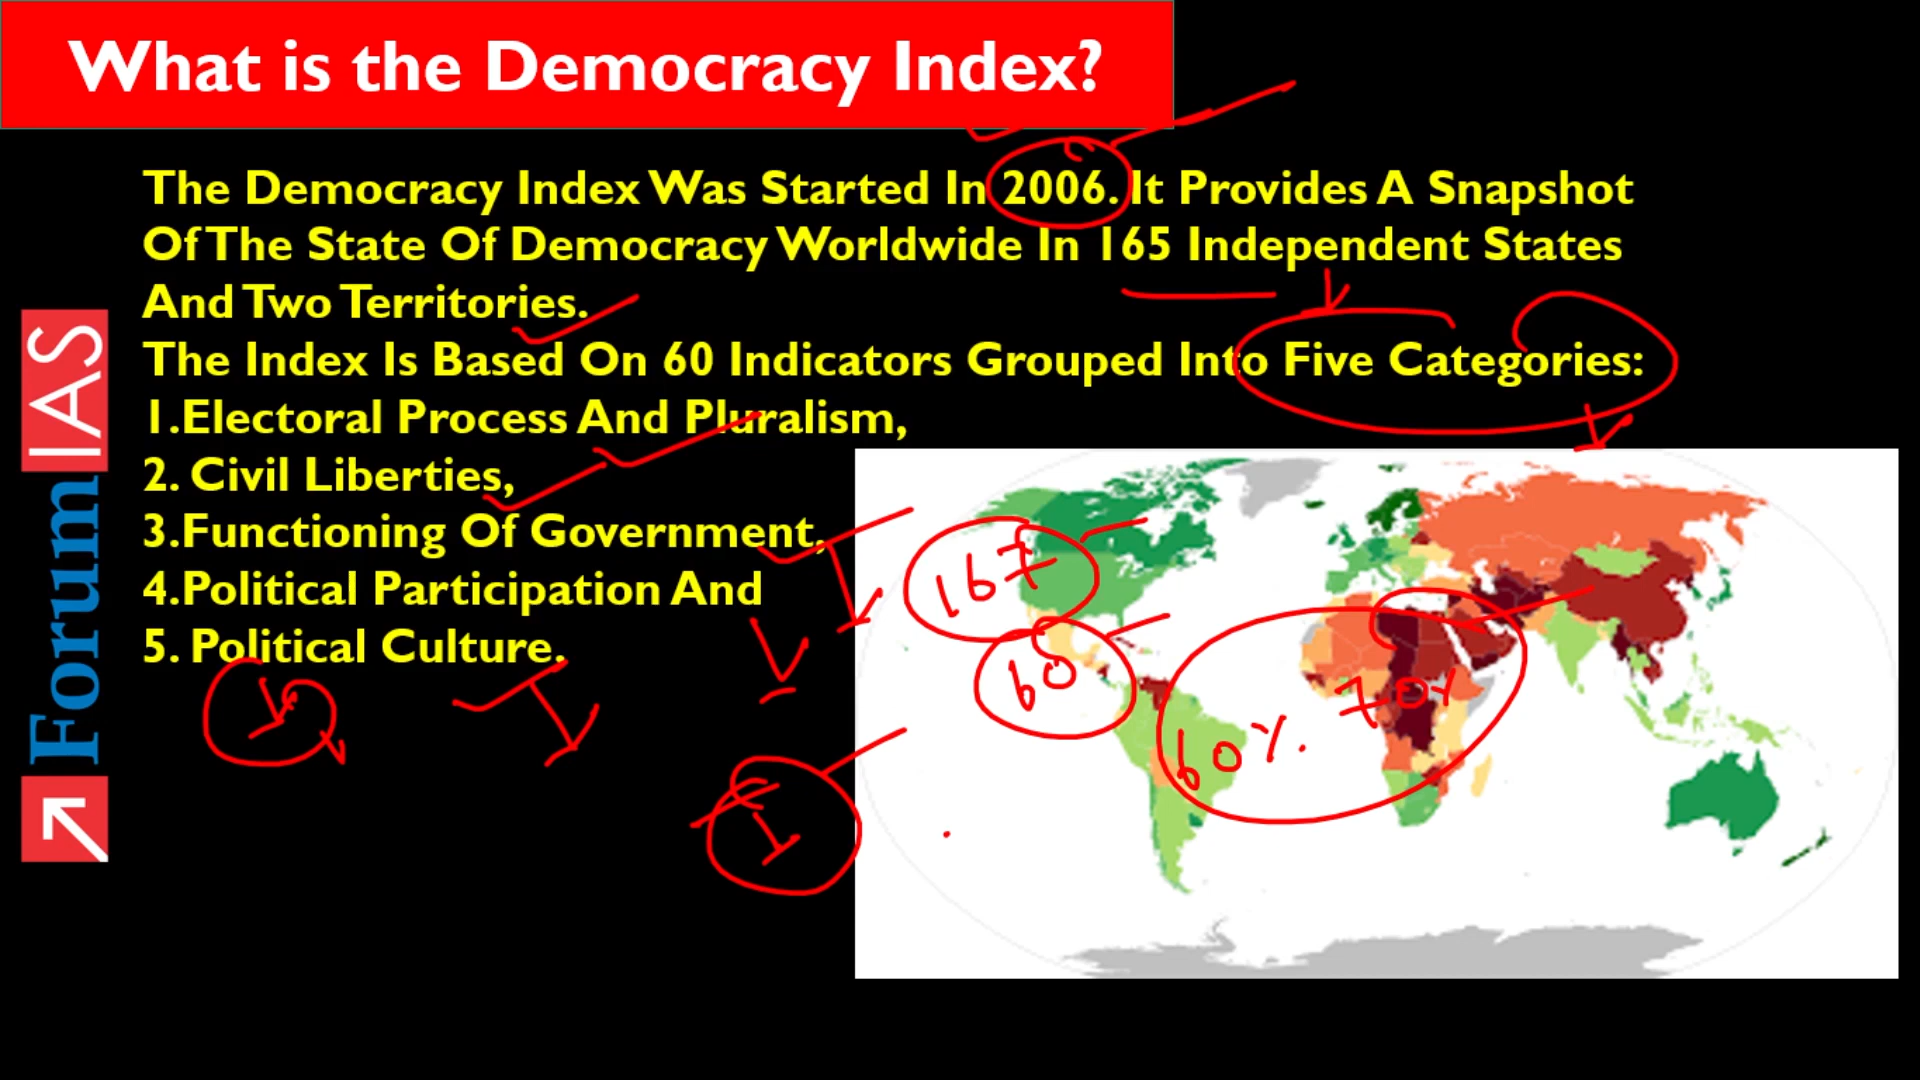 What is the Democracy Index?
The Democracy Index Was Started In 2006. It Provides A Snapshot
Of The State Of Democracy Worldwide In 165 Independent States
And Two Territories.
The Index Is Based On 60 Indicators Grouped Into Five Categories:
1.Electoral Process And Pluralism,
2. Civil Liberties,
3.Functioning Of Government,
4.Political Participation And
5. Political Culture.
167
60
60%. 70%
Forum IAS